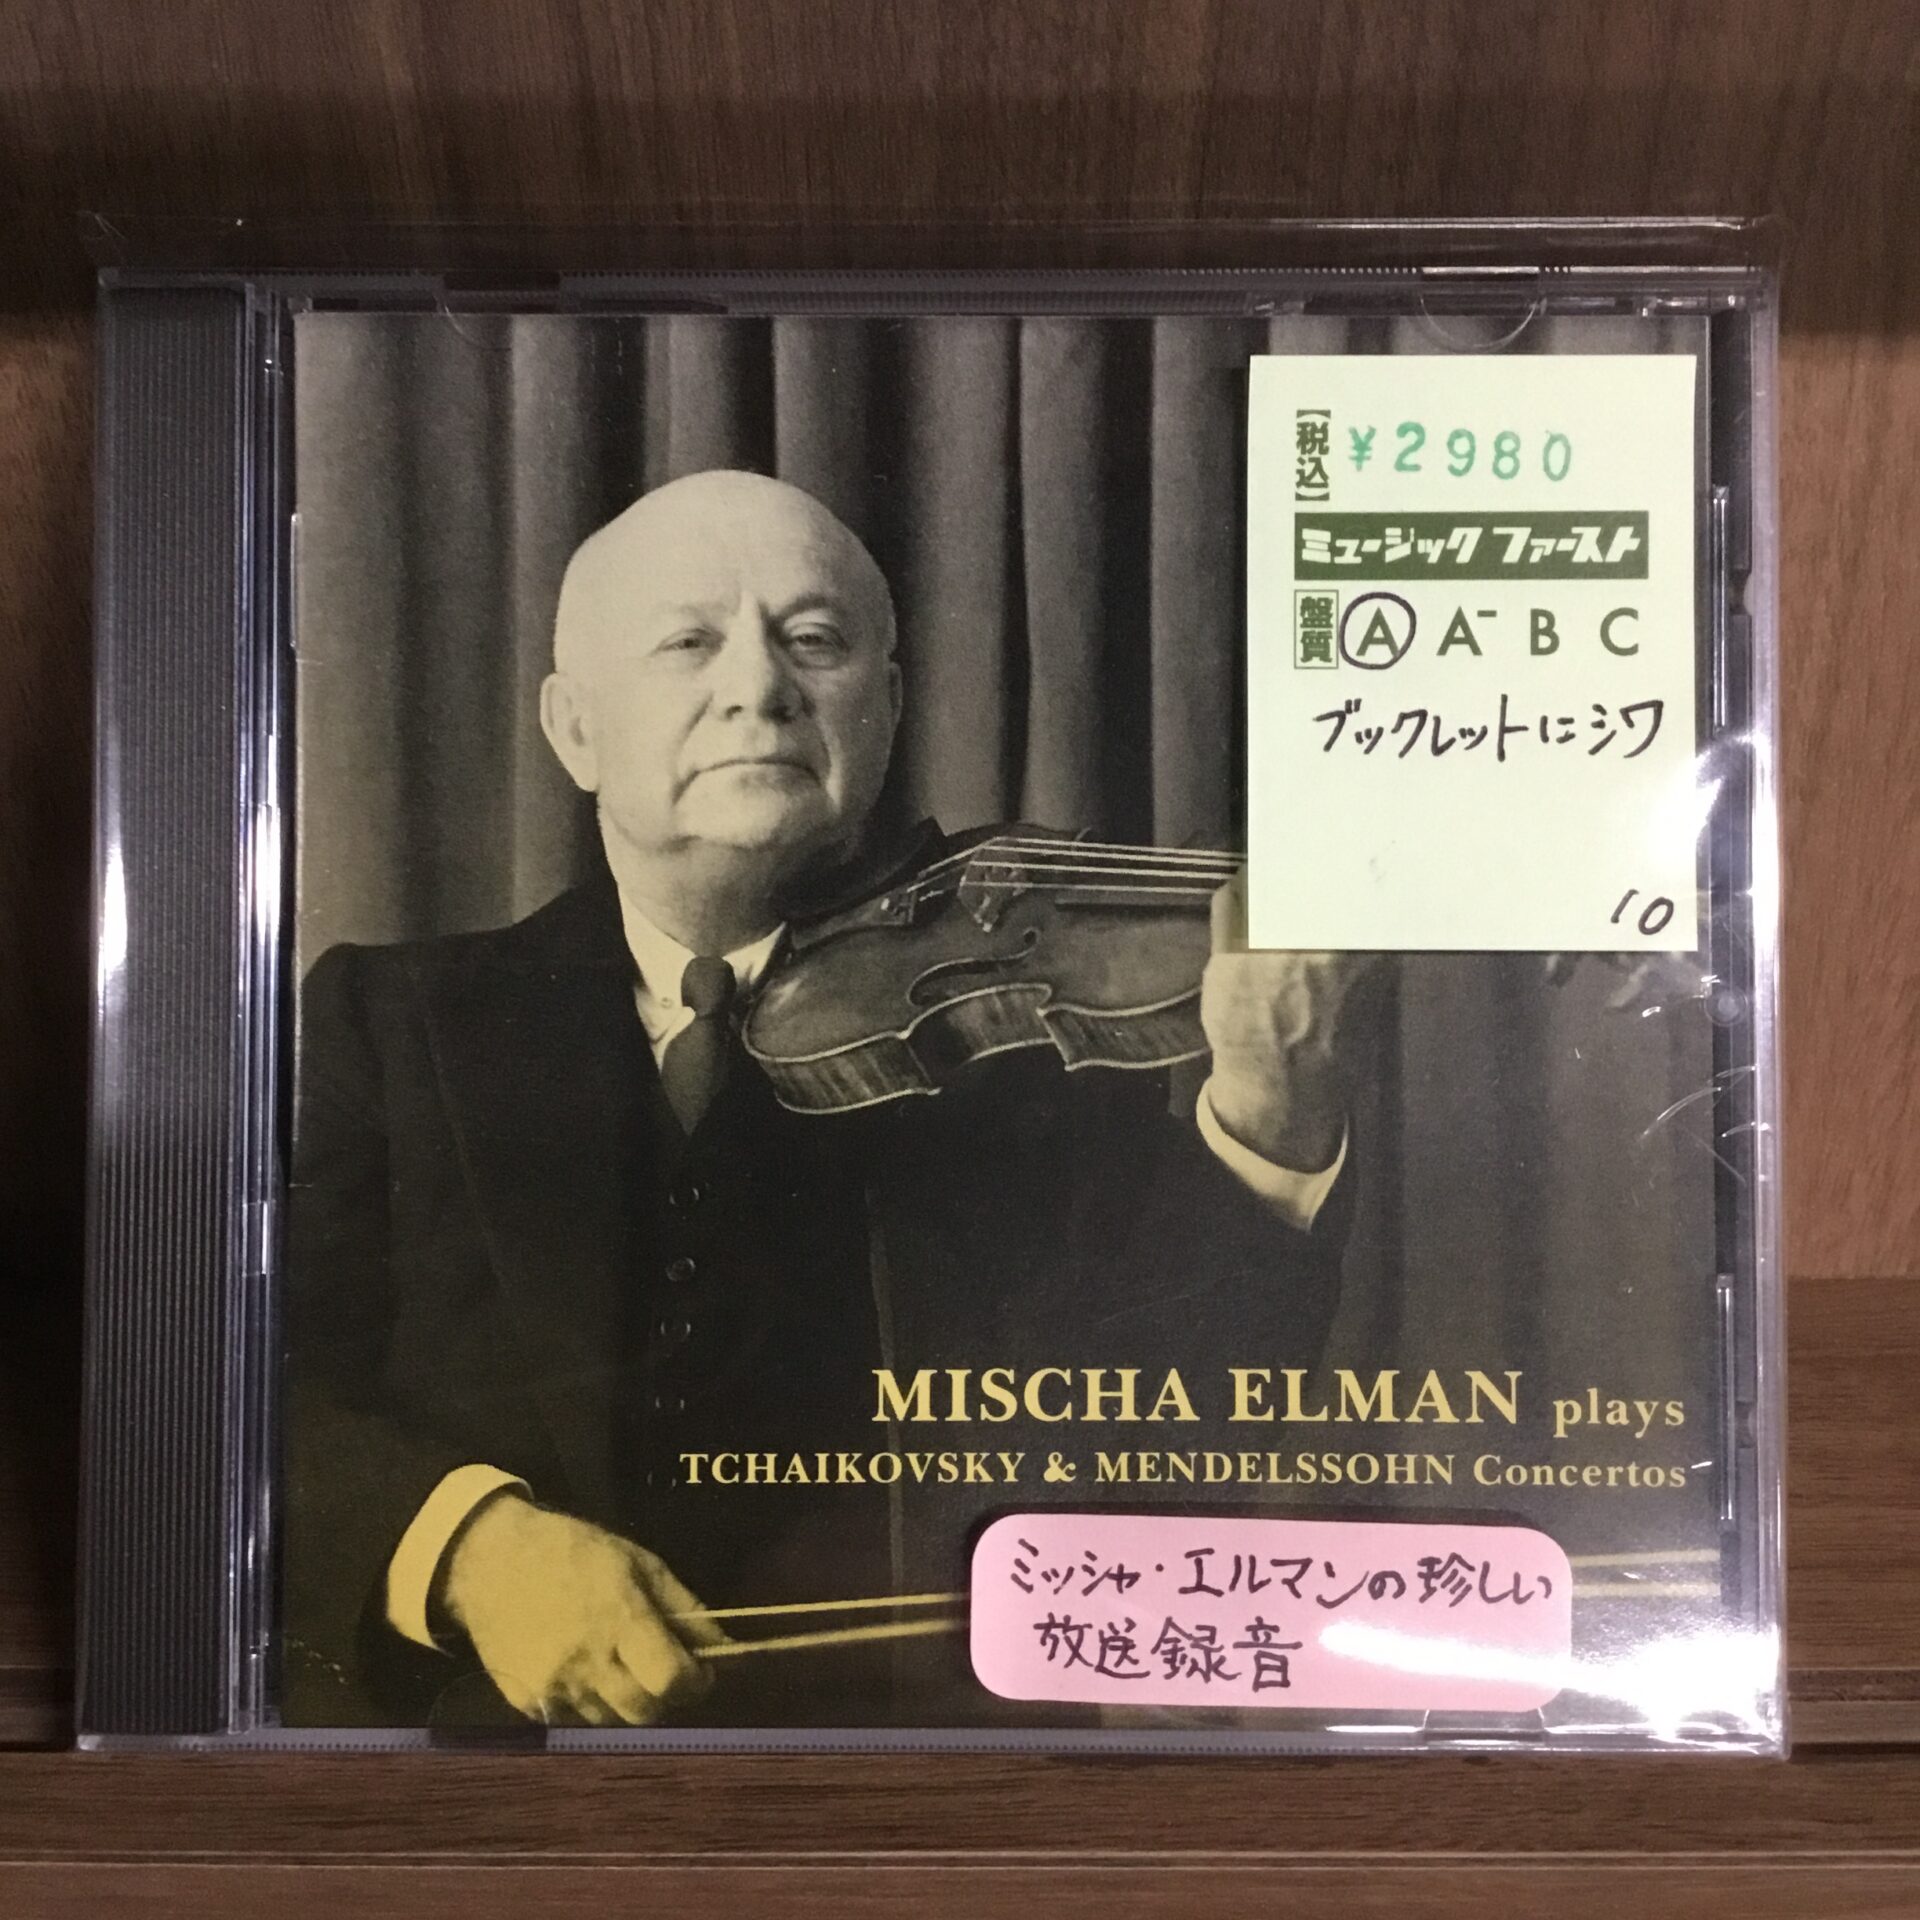 【税込】 ¥2980
ミュージック ファースト
盤質 A A- B C
ブックレットにシワ
10
MISCHA ELMAN plays
TCHAIKOVSKY & MENDELSSOHN Concertos
ミッシャ・エルマンの珍しい
放送録音